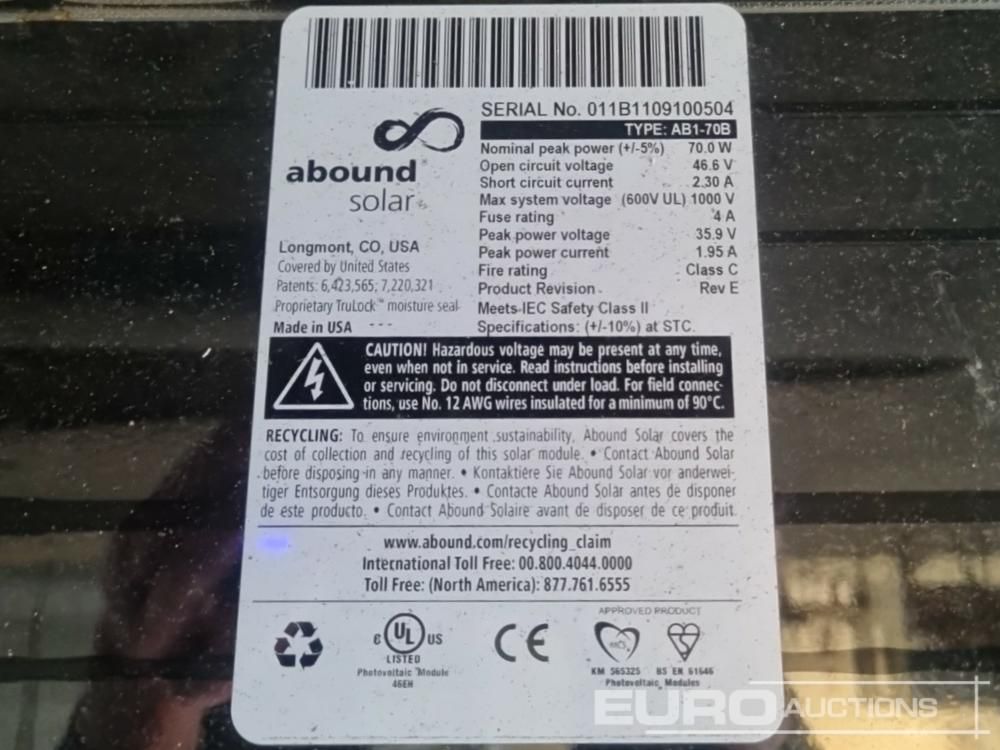 SERIAL No. 011B1109100504
TYPE: AB1-70B
abound
solar
Nominal peak power (+/-5%) 70.0 W
Open circuit voltage 46.6 V
Short circuit current 2.30 A
Max system voltage (600V UL) 1000 V
Fuse rating 4 A
Peak power voltage 35.9 V
Peak power current 1.95 A
Fire rating Class C
Product Revision Rev E
Meets IEC Safety Class II
Specifications: (+/-10%) at STC.
Longmont, CO, USA
Covered by United States
Patents: 6,423,565; 7,220,321
Proprietary TruLock™ moisture seal
Made in USA ---
CAUTION! Hazardous voltage may be present at any time,
even when not in service. Read instructions before installing
or servicing. Do not disconnect under load. For field connec-
tions, use No. 12 AWG wires insulated for a minimum of 90°C.
RECYCLING: To ensure environment sustainability, Abound Solar covers the
cost of collection and recycling of this solar module. • Contact Abound Solar
before disposing in any manner. • Kontaktiere Sie Abound Solar vor anderwei-
tiger Entsorgung dieses Produktes. • Contacte Abound Solar antes de disponer
de este producto. • Contact Abound Solaire avant de disposer de ce produit.
www.abound.com/recycling_claim
International Toll Free: 00.800.4044.0000
Toll Free: (North America): 877.761.6555
c UL US
LISTED
Photovoltaic Module
46EH
CE
APPROVED PRODUCT
KM 565325 BS EN 61646
Photovoltaic Modules
EURO AUCTIONS